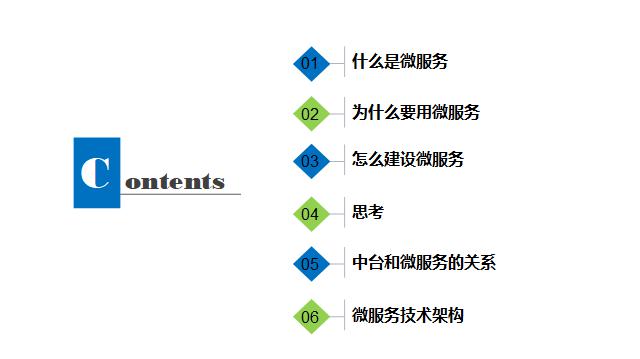 Contents
01 什么是微服务
02 为什么要用微服务
03 怎么建设微服务
04 思考
05 中台和微服务的关系
06 微服务技术架构